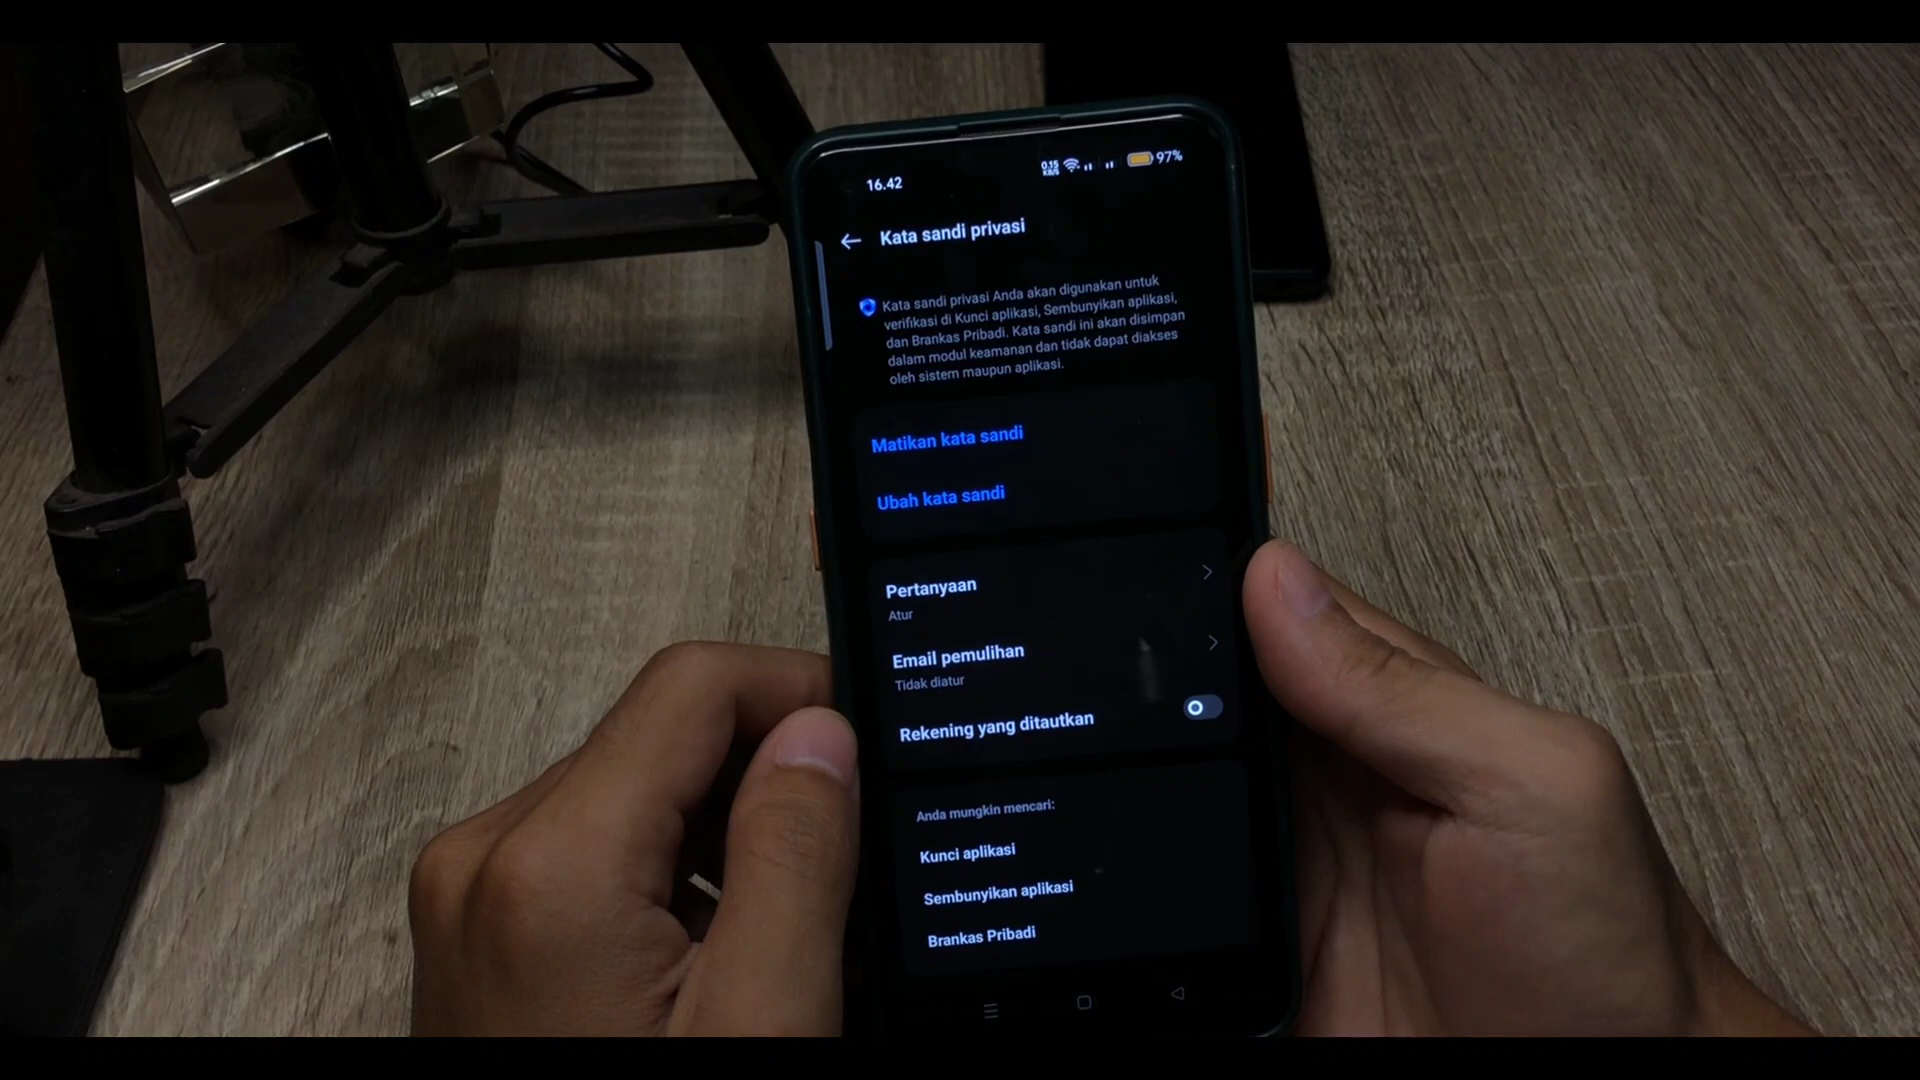 16.42
0.15 KB/S
97%
Kata sandi privasi
Kata sandi privasi Anda akan digunakan untuk
verifikasi di Kunci aplikasi, Sembunyikan aplikasi,
dan Brankas Pribadi. Kata sandi ini akan disimpan
dalam modul keamanan dan tidak dapat diakses
oleh sistem maupun aplikasi.
Matikan kata sandi
Ubah kata sandi
Pertanyaan
Atur
Email pemulihan
Tidak diatur
Rekening yang ditautkan
Anda mungkin mencari:
Kunci aplikasi
Sembunyikan aplikasi
Brankas Pribadi